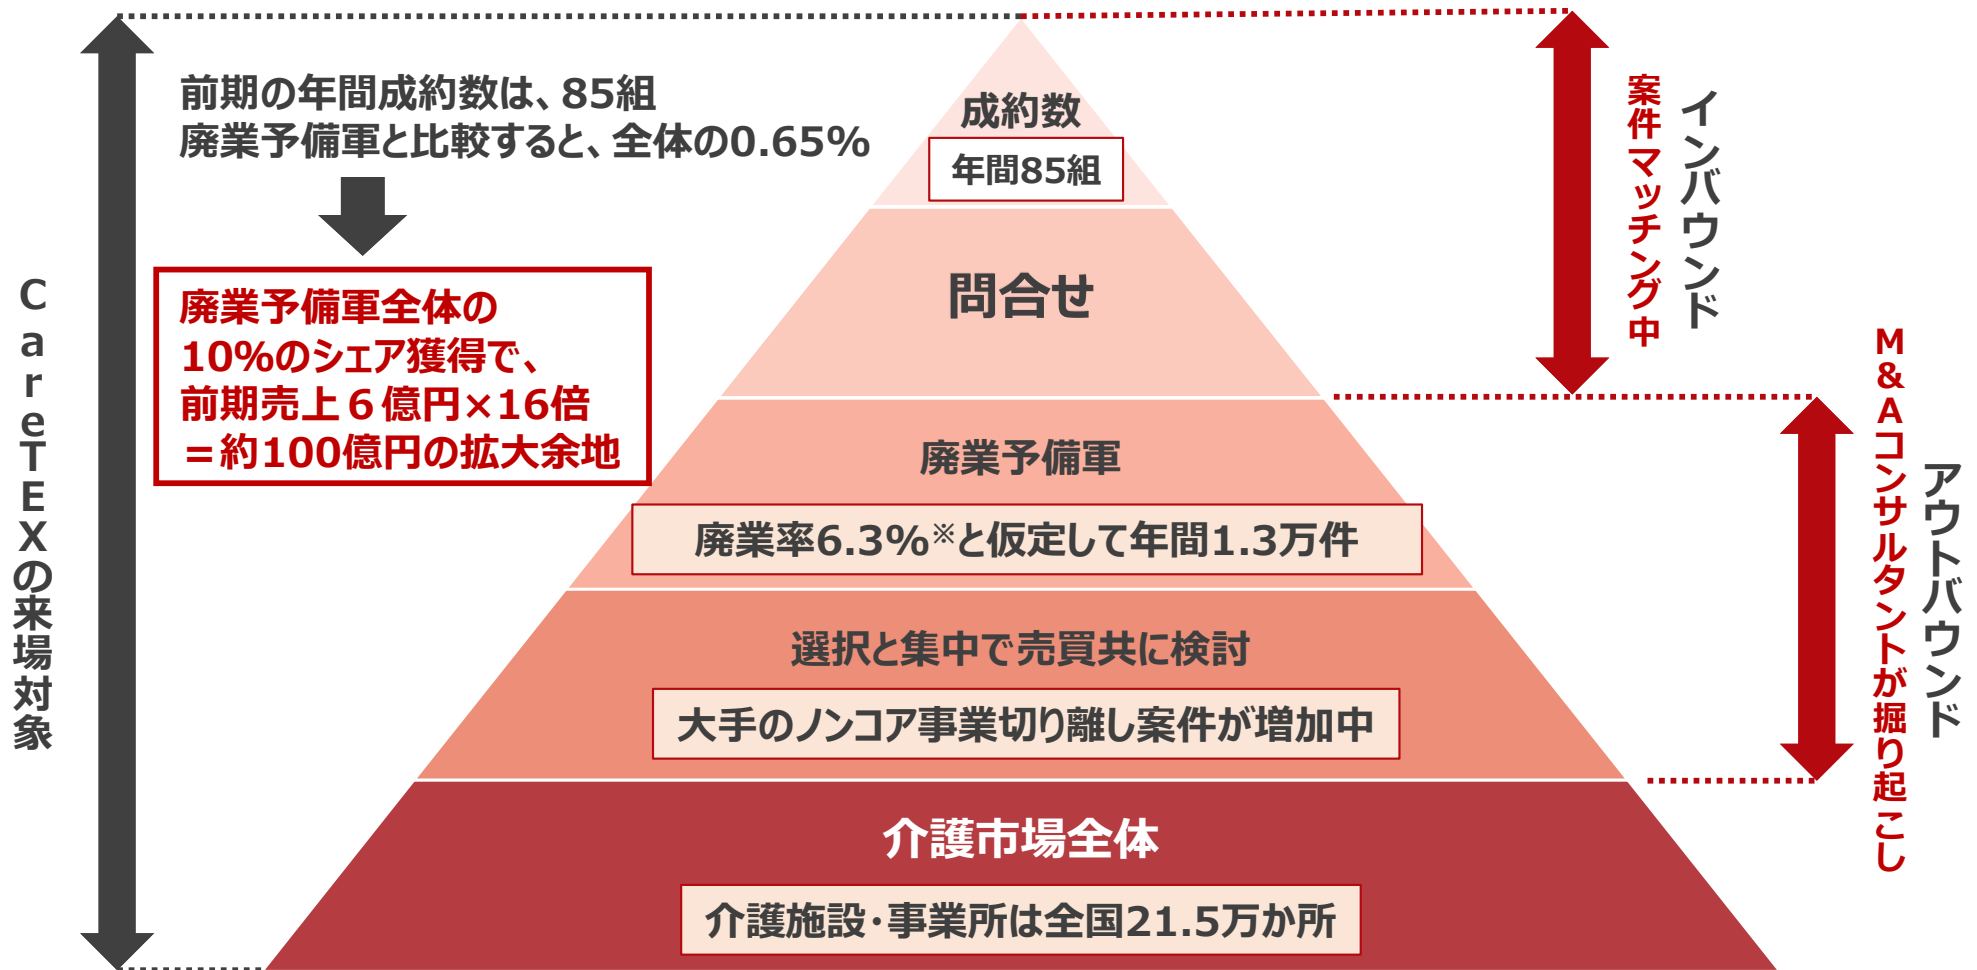 前期の年間成約数は、85組
廃業予備軍と比較すると、全体の0.65%
廃業予備軍全体の
10%のシェア獲得で、
前期売上６億円×16倍
＝約100億円の拡大余地
CareTEXの来場対象
成約数
年間85組
問合せ
廃業予備軍
廃業率6.3%※と仮定して年間1.3万件
選択と集中で売買共に検討
大手のノンコア事業切り離し案件が増加中
介護市場全体
介護施設・事業所は全国21.5万か所
インバウンド
案件マッチング中
アウトバウンド
M&Aコンサルタントが掘り起こし